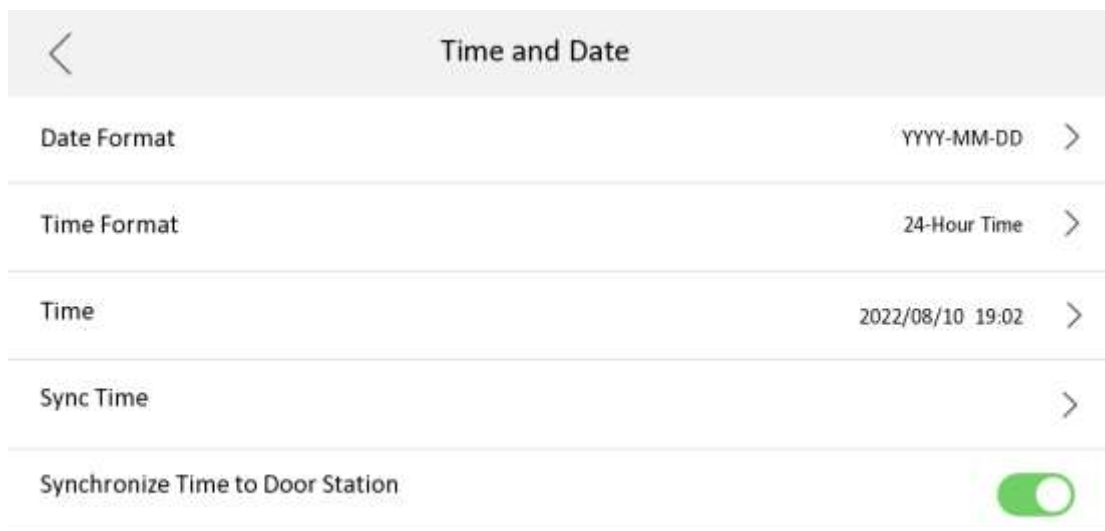 Time and Date
Date Format YYYY-MM-DD
Time Format 24-Hour Time
Time 2022/08/10 19:02
Sync Time
Synchronize Time to Door Station